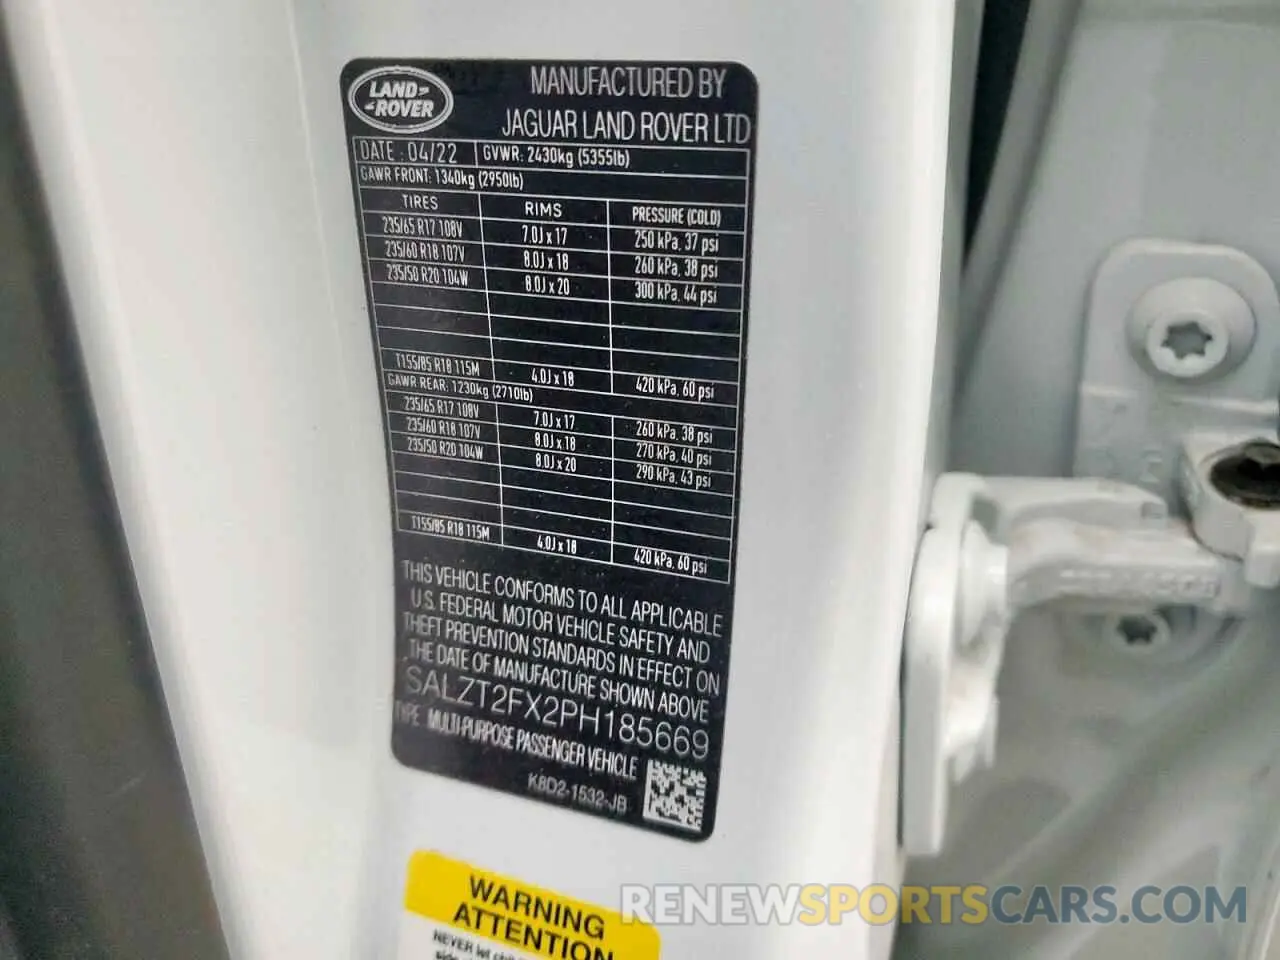 LAND-
-ROVER
MANUFACTURED BY
JAGUAR LAND ROVER LTD
DATE : 04/22 GVWR: 2430kg (5355lb)
GAWR FRONT: 1340kg (2950lb)
TIRES RIMS PRESSURE (COLD)
235/65 R17 108V 7.0J x 17 250 kPa, 37 psi
235/60 R18 107V 8.0J x 18 260 kPa, 38 psi
235/50 R20 104W 8.0J x 20 300 kPa, 44 psi
T155/85 R18 115M 4.0J x 18 420 kPa, 60 psi
GAWR REAR: 1230kg (2710lb)
235/65 R17 108V 7.0J x 17 260 kPa, 38 psi
235/60 R18 107V 8.0J x 18 270 kPa, 40 psi
235/50 R20 104W 8.0J x 20 290 kPa, 43 psi
T155/85 R18 115M 4.0J x 18 420 kPa, 60 psi
THIS VEHICLE CONFORMS TO ALL APPLICABLE
U.S. FEDERAL MOTOR VEHICLE SAFETY AND
THEFT PREVENTION STANDARDS IN EFFECT ON
THE DATE OF MANUFACTURE SHOWN ABOVE
SALZT2FX2PH185669
TYPE MULTI-PURPOSE PASSENGER VEHICLE
K8D2-1532-JB
WARNING
ATTENTION
NEVER let
RENEWSPORTSCARS.COM